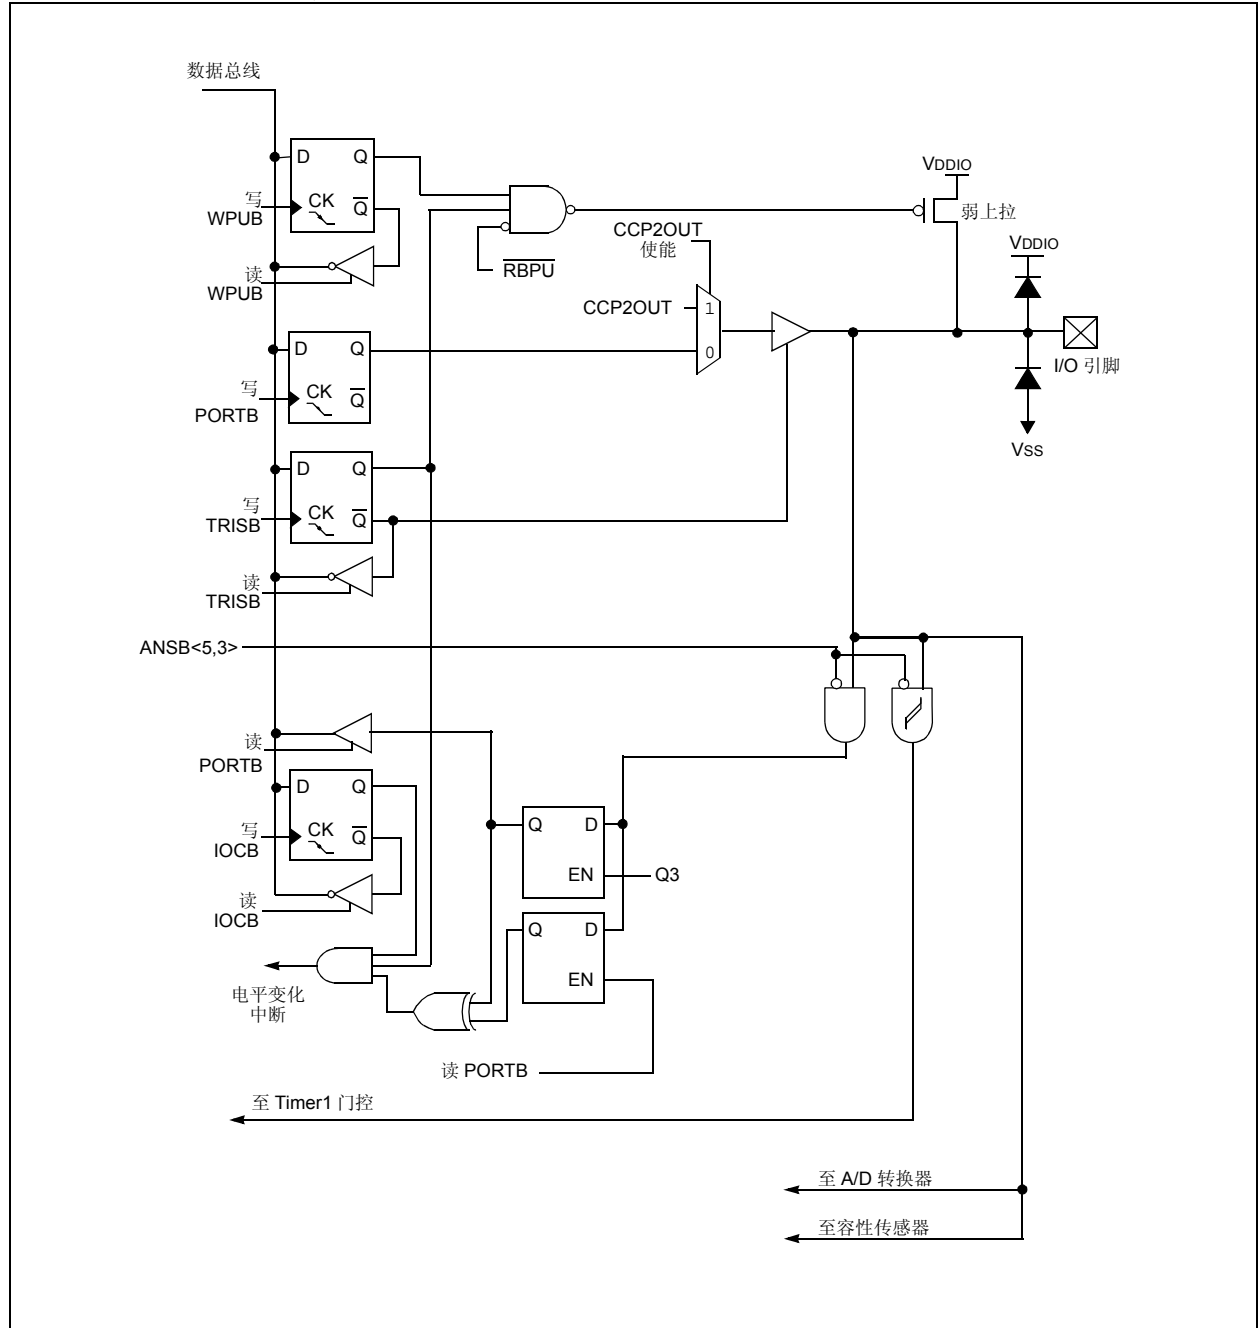 数据总线
D Q
写
WPUB
CK Q
读
WPUB
RBPU
CCP2OUT
使能
CCP2OUT
1
0
VDDIO
弱上拉
VDDIO
I/O 引脚
VSS
D Q
写
PORTB
CK Q
D Q
写
TRISB
CK Q
读
TRISB
ANSB<5,3>
读
PORTB
D Q
写
IOCB
CK Q
读
IOCB
Q D
EN
Q3
Q D
EN
电平变化
中断
读 PORTB
至 Timer1 门控
至 A/D 转换器
至容性传感器